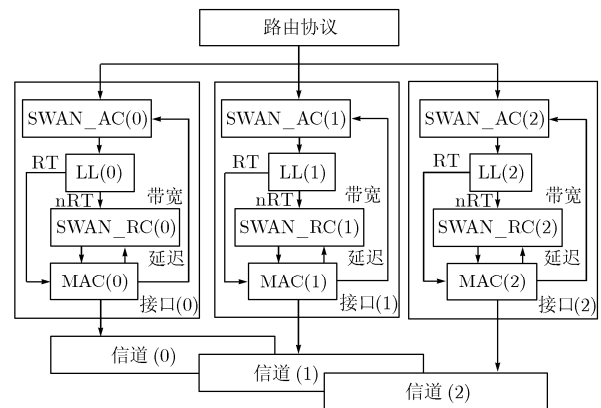 路由协议
SWAN_AC(0)
SWAN_AC(1)
SWAN_AC(2)
RT
LL(0)
RT
LL(1)
RT
LL(2)
nRT
带宽
nRT
带宽
nRT
带宽
SWAN_RC(0)
SWAN_RC(1)
SWAN_RC(2)
延迟
延迟
延迟
MAC(0)
MAC(1)
MAC(2)
接口(0)
接口(1)
接口(2)
信道 (0)
信道 (1)
信道 (2)